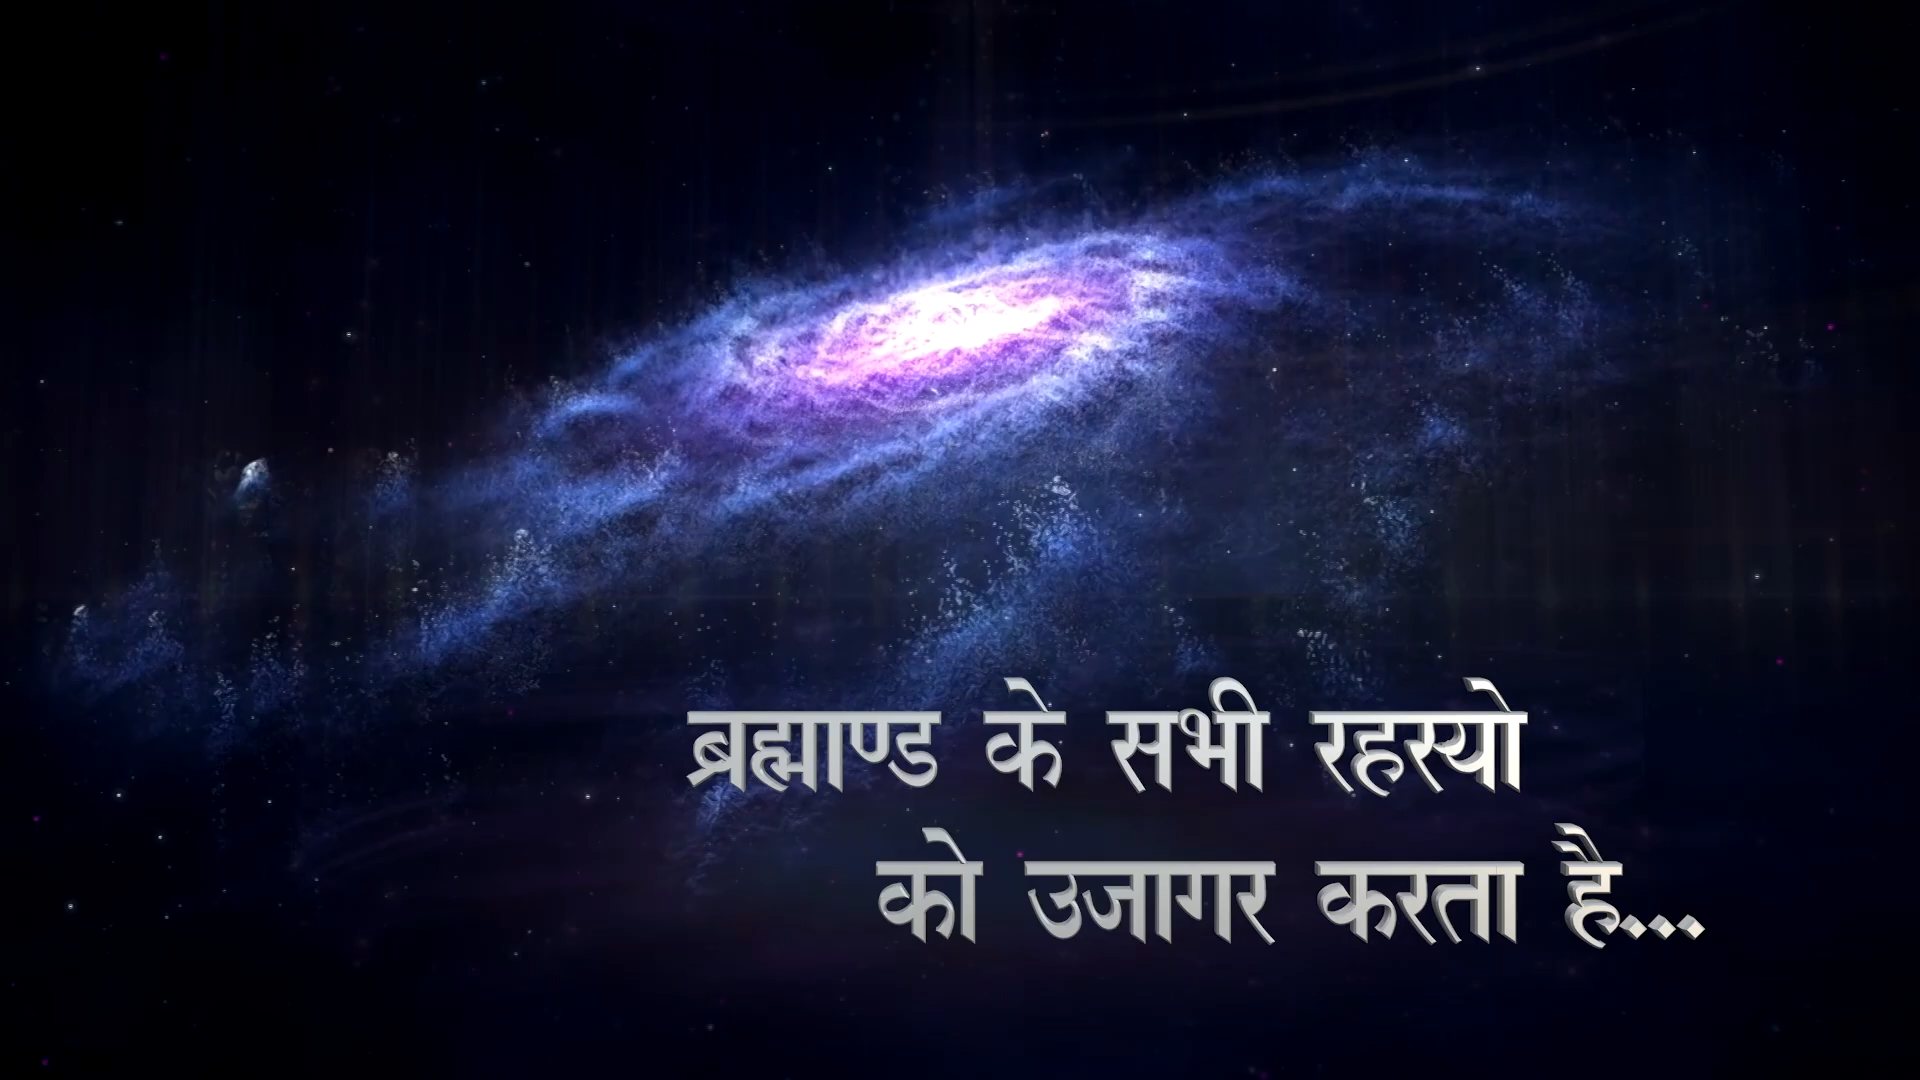 ब्रह्माण्ड के सभी रहस्यो
को उजागर करता है...